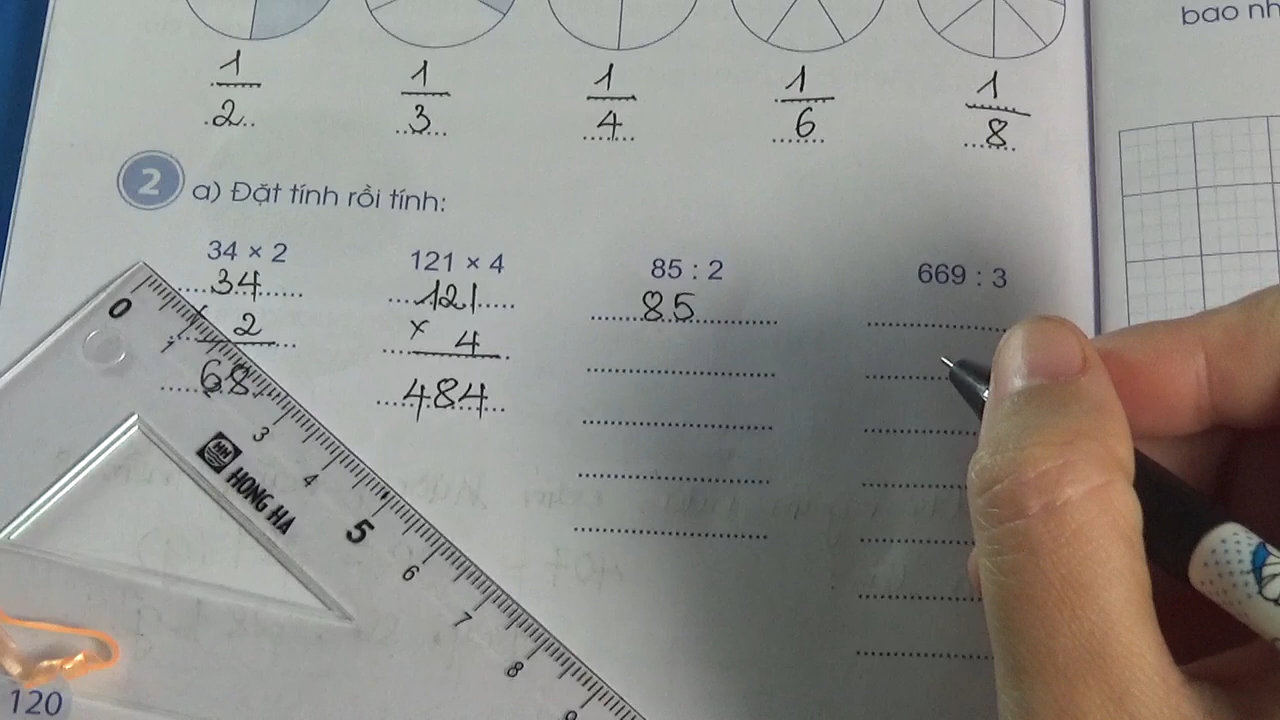 bao nh
1 1 1 1 1
2 3 4 6 8
2 a) Đặt tính rồi tính:
34 × 2 121 × 4 85 : 2 669 : 3
34 121 85
× 2 × 4
68 484
0 1 3 4 5 6 7 8 9
HH HONG HA
120